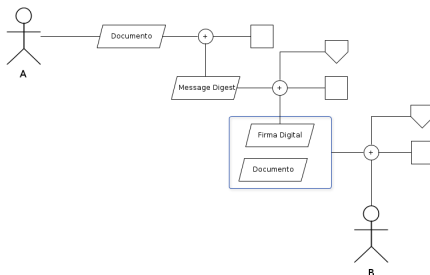 Documento
+
A
Message Digest
+
Firma Digital
Documento
+
B